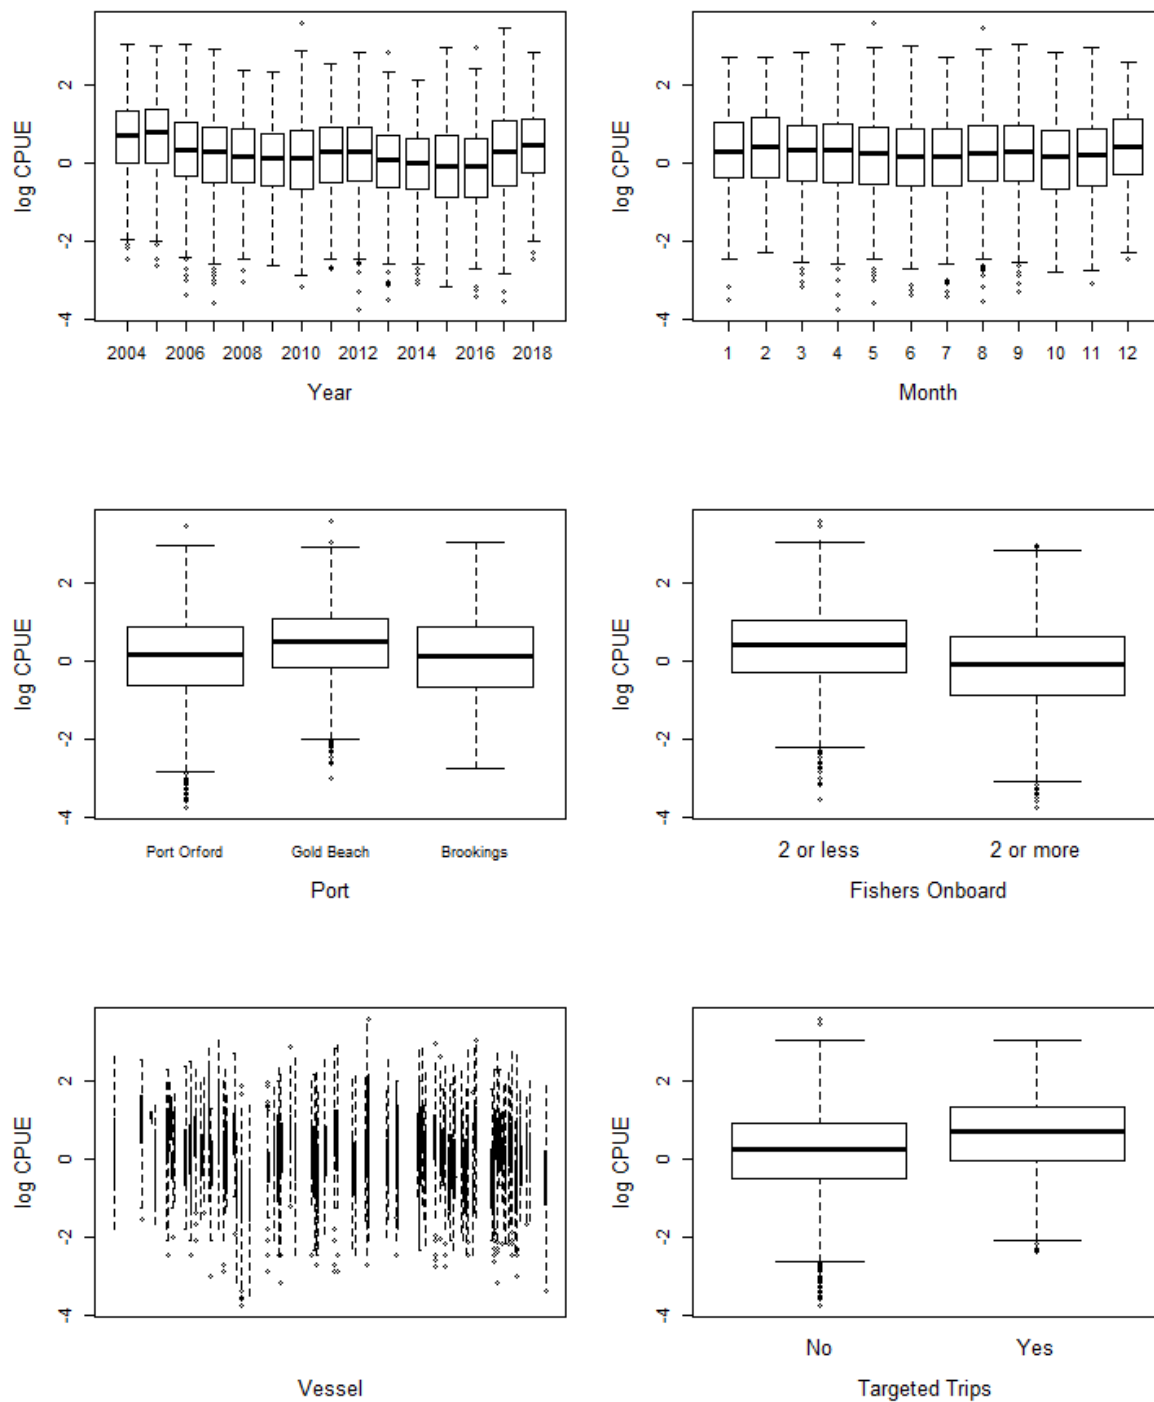 log CPUE
2
0
-2
-4
2004 2006 2008 2010 2012 2014 2016 2018
Year
log CPUE
2
0
-2
-4
1 2 3 4 5 6 7 8 9 10 11 12
Month
log CPUE
2
0
-2
-4
Port Orford Gold Beach Brookings
Port
log CPUE
2
0
-2
-4
2 or less 2 or more
Fishers Onboard
log CPUE
2
0
-2
-4
Vessel
log CPUE
2
0
-2
-4
No Yes
Targeted Trips